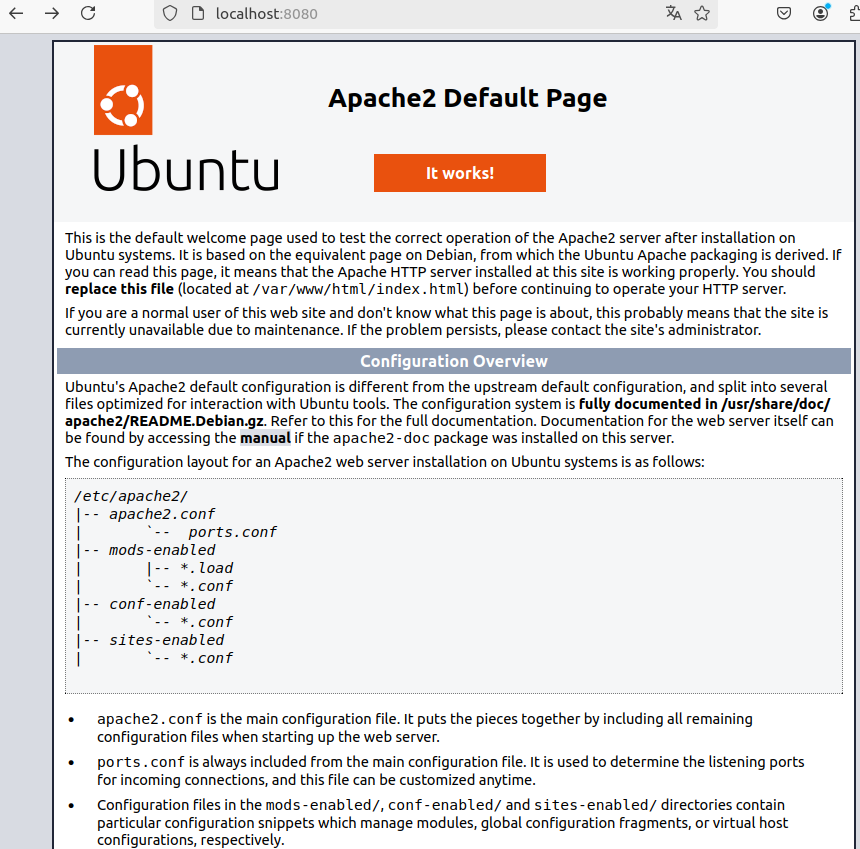 localhost:8080
Apache2 Default Page
Ubuntu
It works!
This is the default welcome page used to test the correct operation of the Apache2 server after installation on
Ubuntu systems. It is based on the equivalent page on Debian, from which the Ubuntu Apache packaging is derived. If
you can read this page, it means that the Apache HTTP server installed at this site is working properly. You should
replace this file (located at /var/www/html/index.html) before continuing to operate your HTTP server.
If you are a normal user of this web site and don't know what this page is about, this probably means that the site is
currently unavailable due to maintenance. If the problem persists, please contact the site's administrator.
Configuration Overview
Ubuntu's Apache2 default configuration is different from the upstream default configuration, and split into several
files optimized for interaction with Ubuntu tools. The configuration system is fully documented in /usr/share/doc/
apache2/README.Debian.gz. Refer to this for the full documentation. Documentation for the web server itself can
be found by accessing the manual if the apache2-doc package was installed on this server.
The configuration layout for an Apache2 web server installation on Ubuntu systems is as follows:
/etc/apache2/
|-- apache2.conf
|       `--  ports.conf
|-- mods-enabled
|       |-- *.load
|       `-- *.conf
|-- conf-enabled
|       `-- *.conf
|-- sites-enabled
|       `-- *.conf
• apache2.conf is the main configuration file. It puts the pieces together by including all remaining
configuration files when starting up the web server.
• ports.conf is always included from the main configuration file. It is used to determine the listening ports
for incoming connections, and this file can be customized anytime.
• Configuration files in the mods-enabled/, conf-enabled/ and sites-enabled/ directories contain
particular configuration snippets which manage modules, global configuration fragments, or virtual host
configurations, respectively.